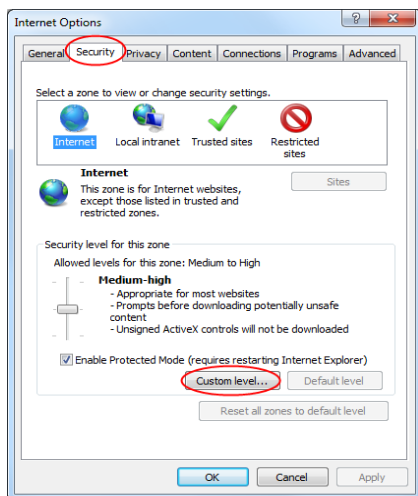 Internet Options
General Security Privacy Content Connections Programs Advanced
Select a zone to view or change security settings.
Internet Local intranet Trusted sites Restricted
sites
Internet
Sites
This zone is for Internet websites,
except those listed in trusted and
restricted zones.
Security level for this zone
Allowed levels for this zone: Medium to High
Medium-high
- Appropriate for most websites
- Prompts before downloading potentially unsafe
content
- Unsigned ActiveX controls will not be downloaded
Enable Protected Mode (requires restarting Internet Explorer)
Custom level... Default level
Reset all zones to default level
OK Cancel Apply